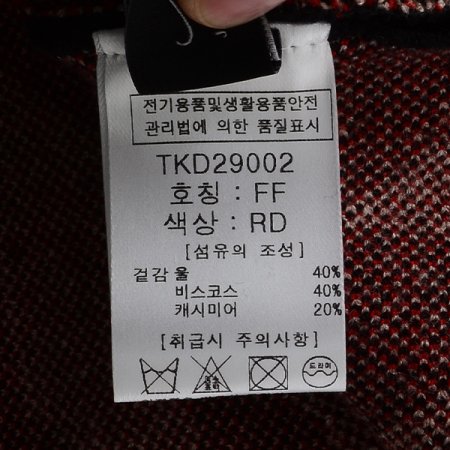 전기용품및생활용품안전
관리법에 의한 품질표시
TKD29002
호칭 : FF
색상 : RD
[섬유의 조성]
겉감 울 40%
비스코스 40%
캐시미어 20%
[취급시 주의사항]
드라이